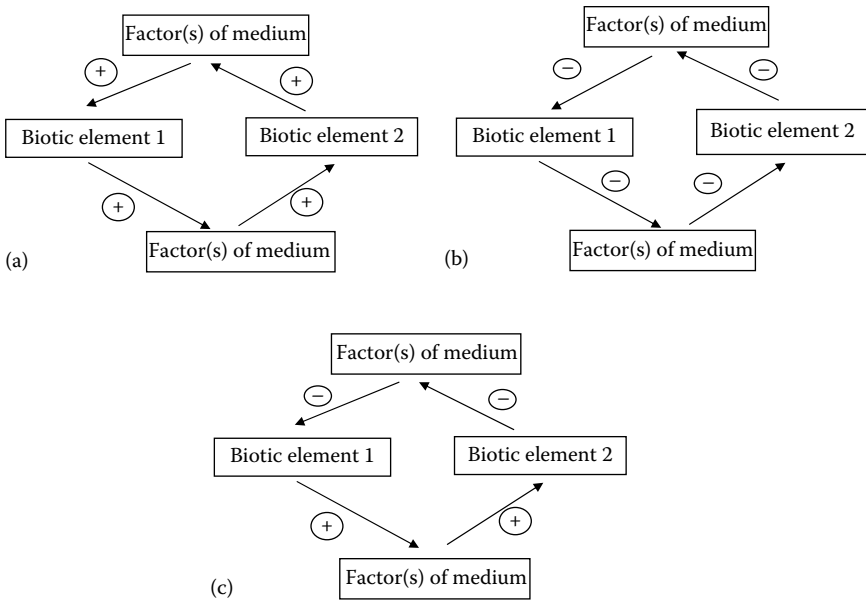 Factor(s) of medium
+
+
Biotic element 1
Biotic element 2
+
+
Factor(s) of medium
(a)
Factor(s) of medium
−
−
Biotic element 1
Biotic element 2
−
−
Factor(s) of medium
(b)
Factor(s) of medium
−
−
Biotic element 1
Biotic element 2
+
+
Factor(s) of medium
(c)